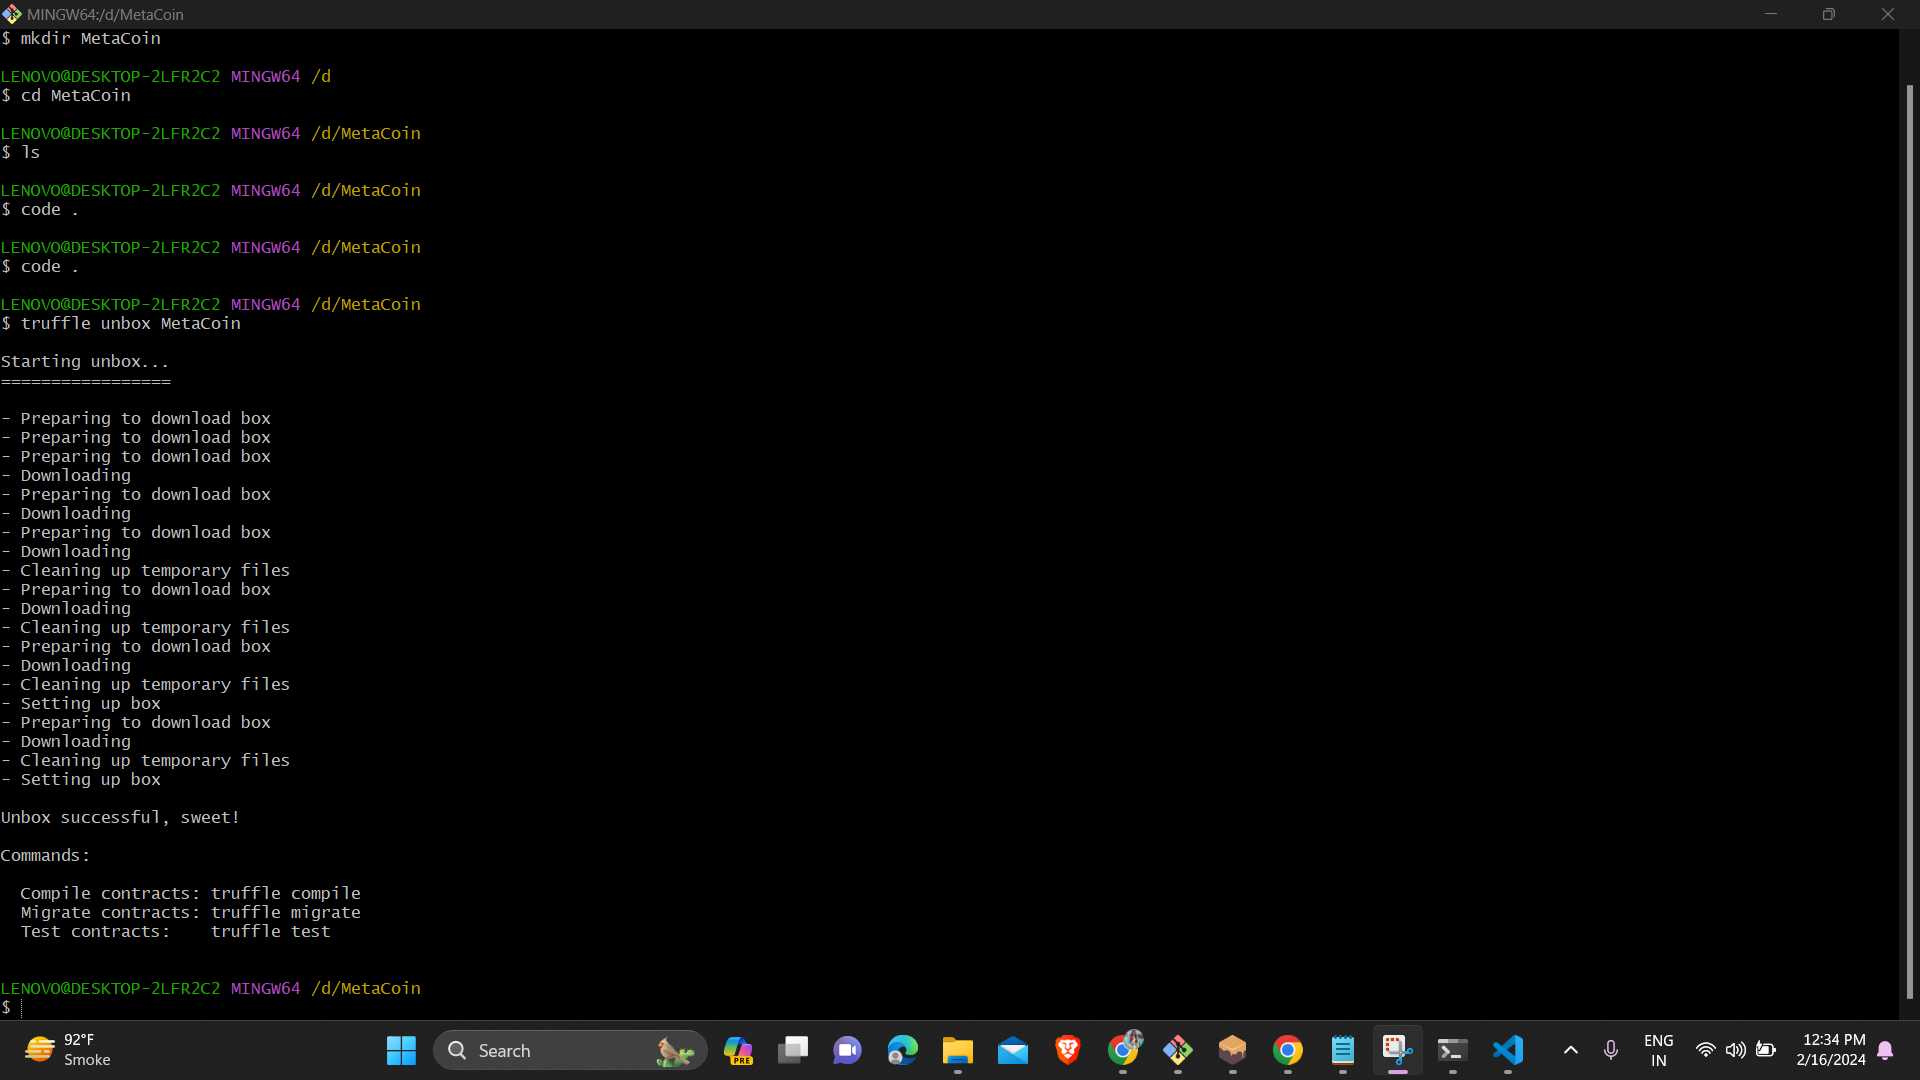 MINGW64:/d/MetaCoin
$ mkdir MetaCoin
LENOVO@DESKTOP-2LFR2C2 MINGW64 /d
$ cd MetaCoin
LENOVO@DESKTOP-2LFR2C2 MINGW64 /d/MetaCoin
$ ls
LENOVO@DESKTOP-2LFR2C2 MINGW64 /d/MetaCoin
$ code .
LENOVO@DESKTOP-2LFR2C2 MINGW64 /d/MetaCoin
$ code .
LENOVO@DESKTOP-2LFR2C2 MINGW64 /d/MetaCoin
$ truffle unbox MetaCoin
Starting unbox...
=================
- Preparing to download box
- Preparing to download box
- Preparing to download box
- Downloading
- Preparing to download box
- Downloading
- Preparing to download box
- Downloading
- Cleaning up temporary files
- Preparing to download box
- Downloading
- Cleaning up temporary files
- Preparing to download box
- Downloading
- Cleaning up temporary files
- Setting up box
- Preparing to download box
- Downloading
- Cleaning up temporary files
- Setting up box
Unbox successful, sweet!
Commands:
Compile contracts: truffle compile
Migrate contracts: truffle migrate
Test contracts: truffle test
LENOVO@DESKTOP-2LFR2C2 MINGW64 /d/MetaCoin
$
92°F
Smoke
Search
PRE
ENG
IN
12:34 PM
2/16/2024